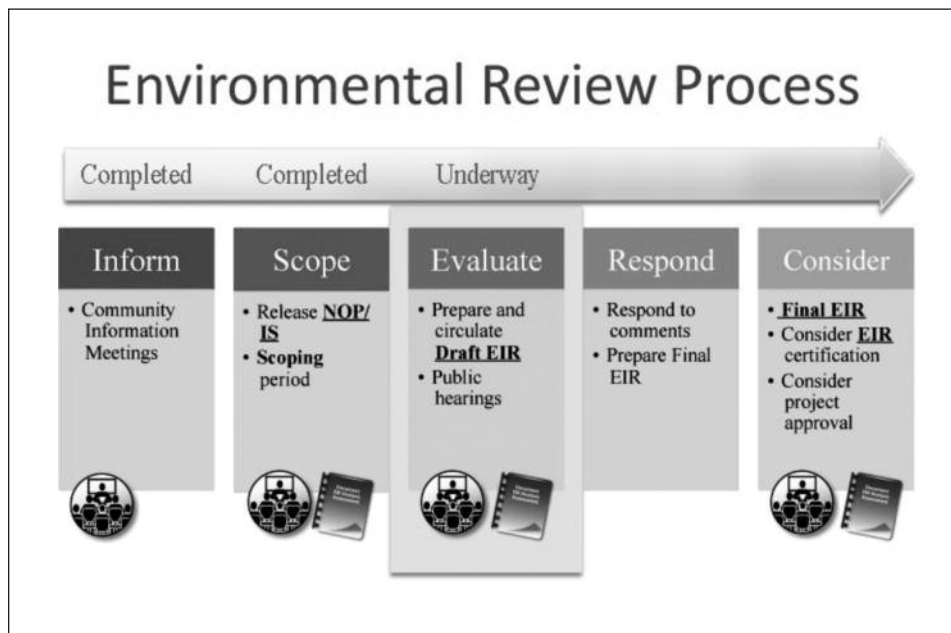 Environmental Review Process
Completed
Completed
Underway
Inform
• Community
Information
Meetings
Scope
• Release NOP/
IS
• Scoping
period
Evaluate
• Prepare and
circulate
Draft EIR
• Public
hearings
Respond
• Respond to
comments
• Prepare Final
EIR
Consider
• Final EIR
• Consider EIR
certification
• Consider
project
approval